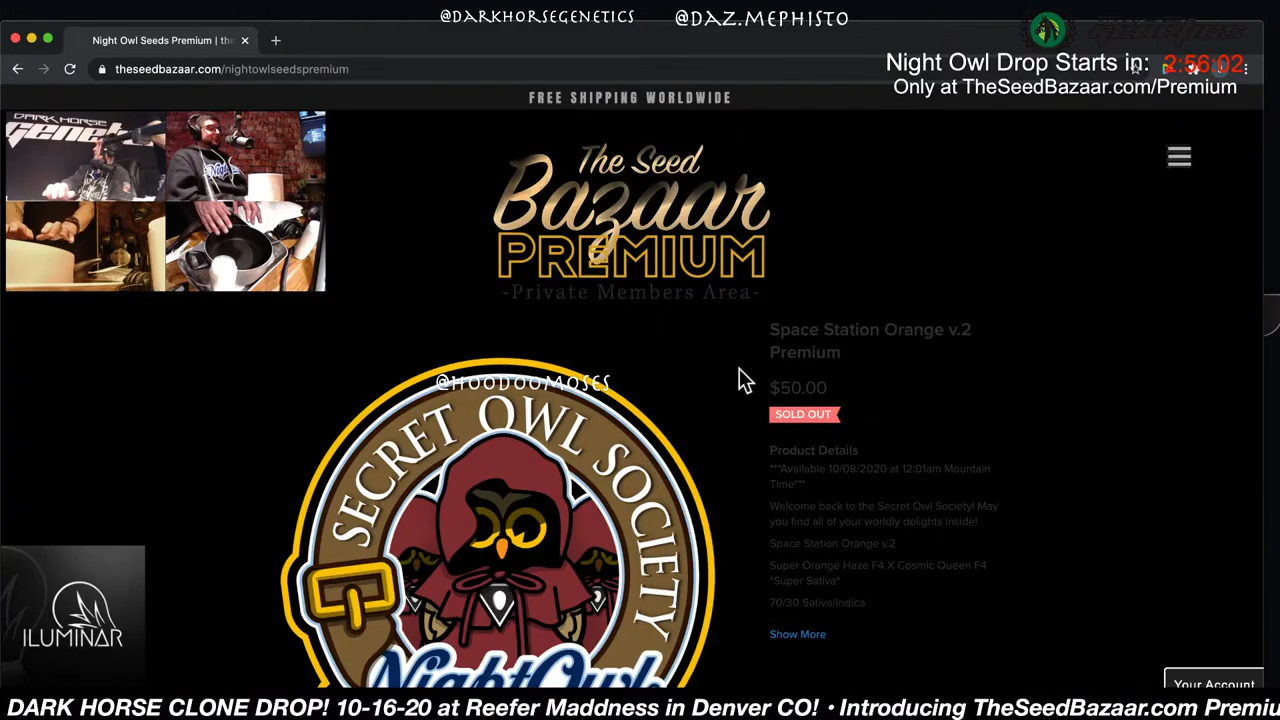 @DARKHORSEGENETICS
@DAZ.MEPHISTO
Night Owl Seeds Premium | the
theseedbazaar.com/nightowlseedspremium
Night Owl Drop Starts in: 2:56:02
Only at TheSeedBazaar.com/Premium
FREE SHIPPING WORLDWIDE
DARK HORSE
The Seed
Bazaar
PREMIUM
-Private Members Area-
Space Station Orange v.2
Premium
$50.00
SOLD OUT
Product Details
***Available 10/08/2020 at 12:01am Mountain
Time***
Welcome back to the Secret Owl Society! May
you find all of your worldly delights inside!
Space Station Orange v.2
Super Orange Haze F4 X Cosmic Queen F4
*Super Sativa*
70/30 Sativa/Indica
Show More
@HOODOOMOSES
SECRET OWL SOCIETY
NightOwl
ILUMINAR
Your Account
DARK HORSE CLONE DROP! 10-16-20 at Reefer Maddness in Denver CO! • Introducing TheSeedBazaar.com Premiu